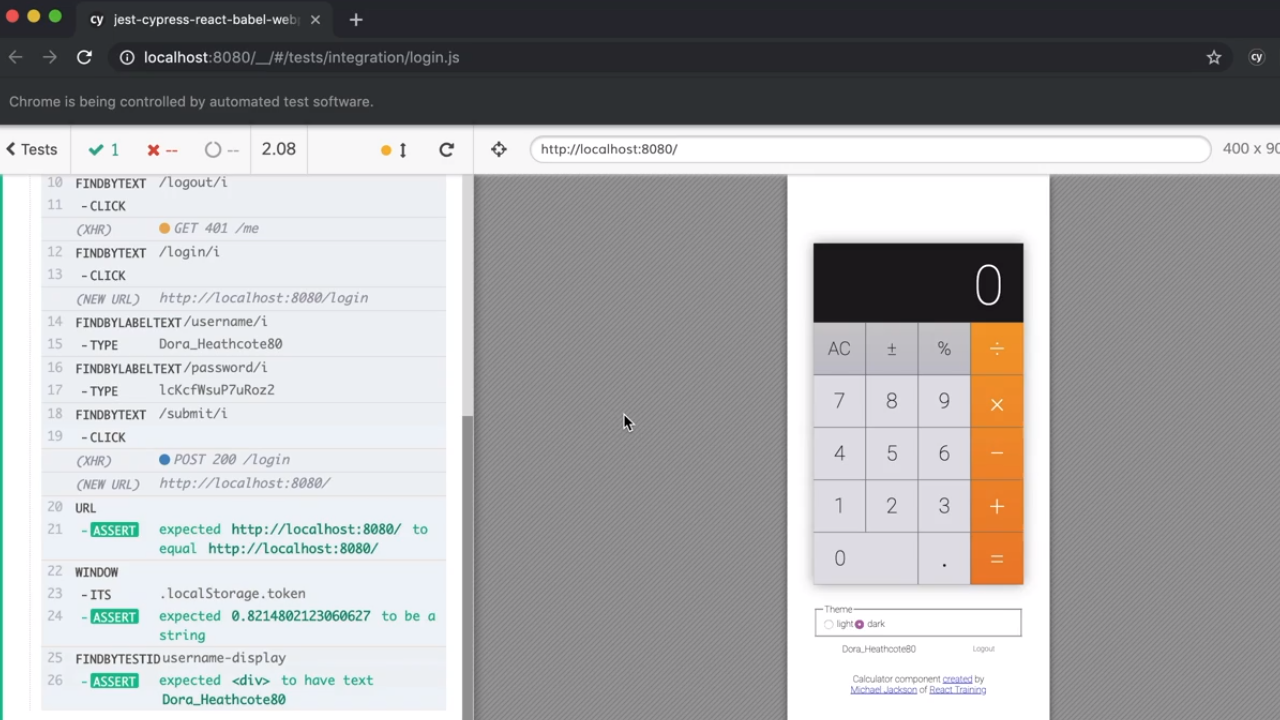 cy jest-cypress-react-babel-web
localhost:8080/__/#/tests/integration/login.js
cy
Chrome is being controlled by automated test software.
Tests 1 -- -- 2.08
http://localhost:8080/
400 x 90
10 FINDBYTEXT /logout/i
11 -CLICK
(XHR) GET 401 /me
12 FINDBYTEXT /login/i
13 -CLICK
(NEW URL) http://localhost:8080/login
14 FINDBYLABELTEXT /username/i
15 -TYPE Dora_Heathcote80
16 FINDBYLABELTEXT /password/i
17 -TYPE lcKcfWsuP7uRoz2
18 FINDBYTEXT /submit/i
19 -CLICK
(XHR) POST 200 /login
(NEW URL) http://localhost:8080/
20 URL
21 -ASSERT expected http://localhost:8080/ to
equal http://localhost:8080/
22 WINDOW
23 -ITS .localStorage.token
24 -ASSERT expected 0.8214802123060627 to be a
string
25 FINDBYTESTID username-display
26 -ASSERT expected <div> to have text
Dora_Heathcote80
0
AC ± % ÷
7 8 9 ×
4 5 6 −
1 2 3 +
0 . =
Theme
light dark
Dora_Heathcote80 Logout
Calculator component created by
Michael Jackson of React Training